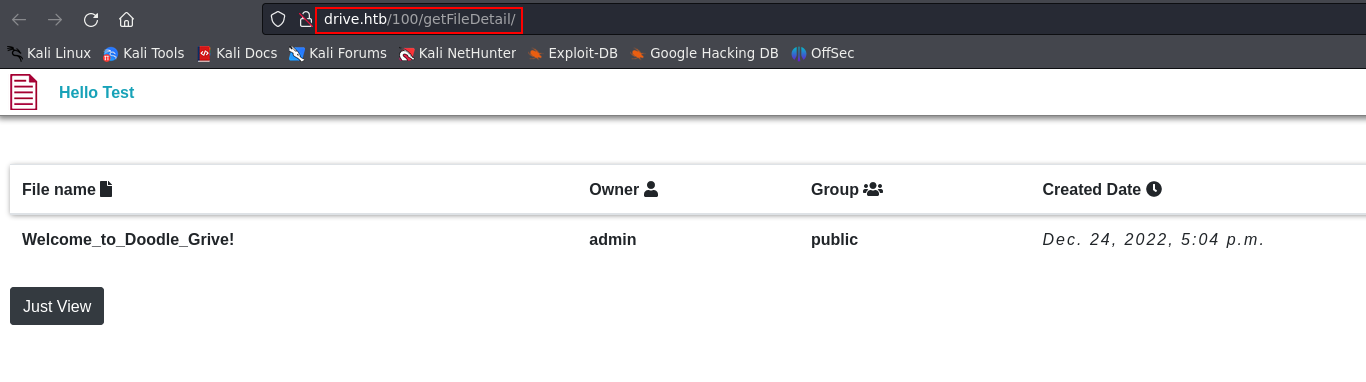 drive.htb/100/getFileDetail/
Kali Linux Kali Tools Kali Docs Kali Forums Kali NetHunter Exploit-DB Google Hacking DB OffSec
Hello Test
File name Owner Group Created Date
Welcome_to_Doodle_Grive! admin public Dec. 24, 2022, 5:04 p.m.
Just View